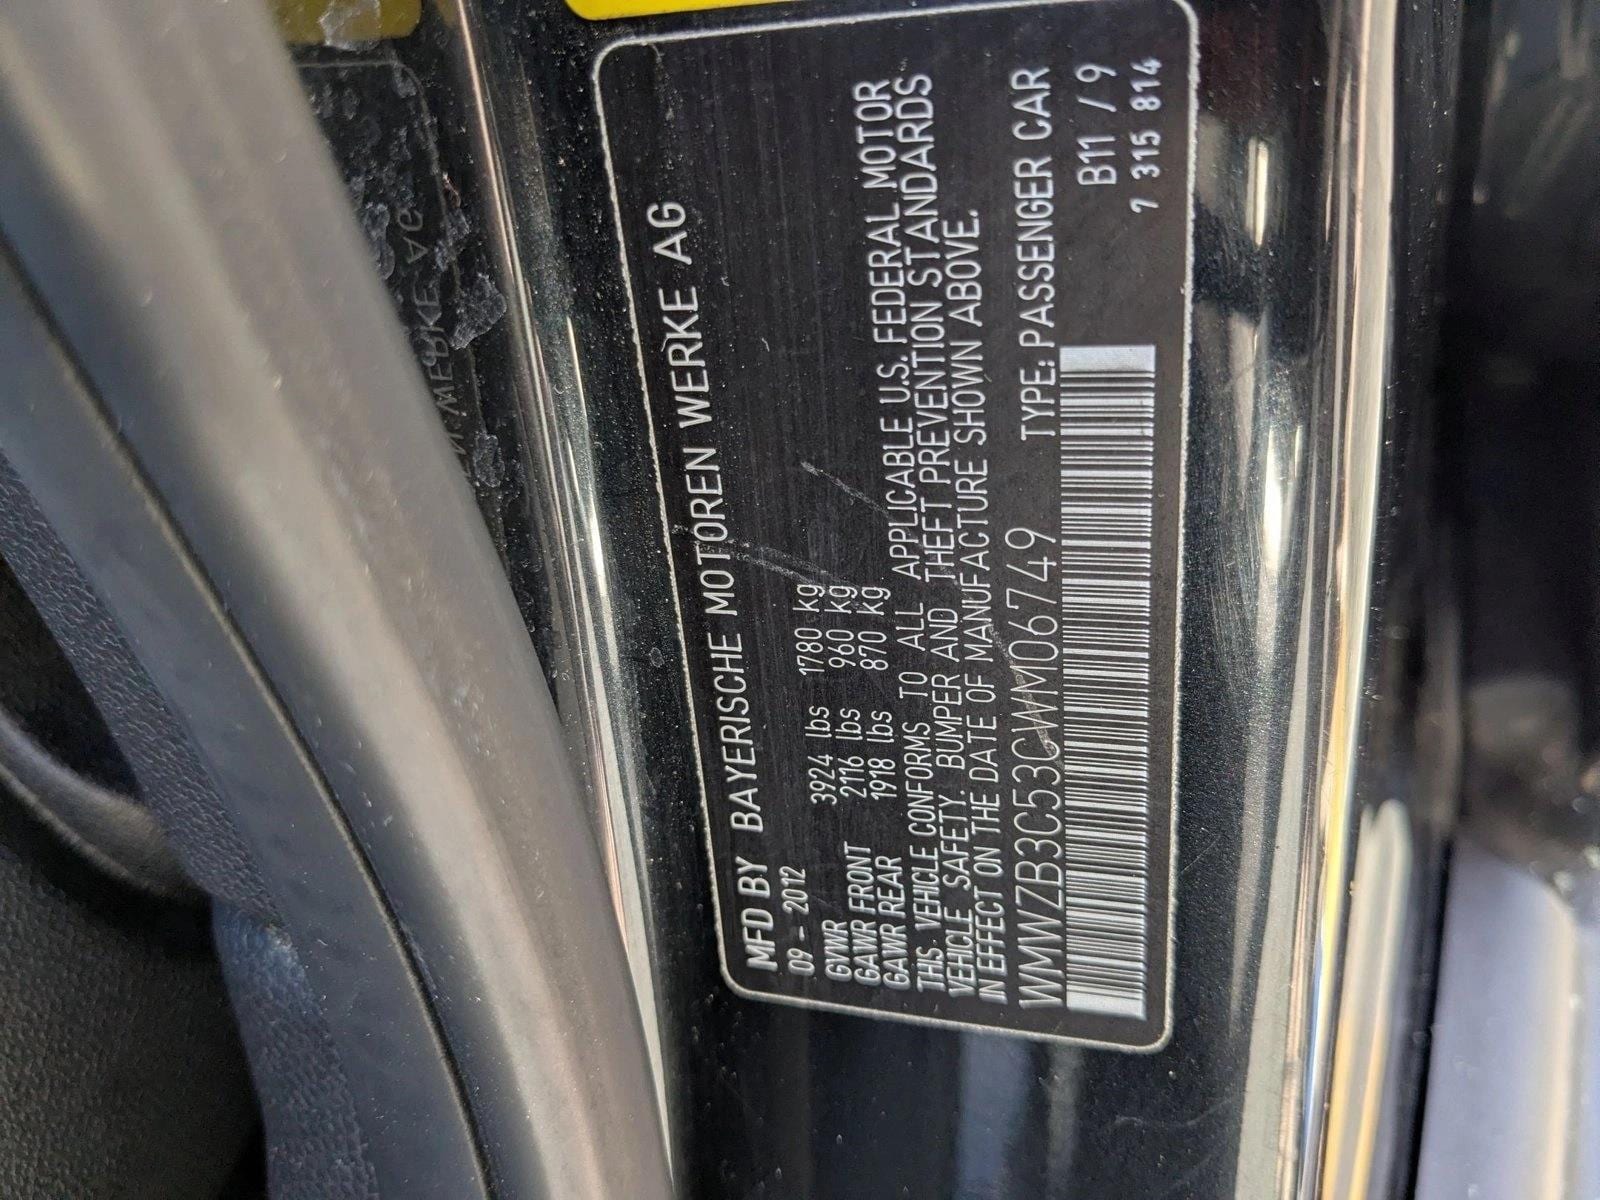 MFD BY BAYERISCHE MOTOREN WERKE AG
09 - 2012
GVWR 3924 lbs 1780 kg
GAWR FRONT 2116 lbs 960 kg
GAWR REAR 1918 lbs 870 kg
THIS VEHICLE CONFORMS TO ALL APPLICABLE U.S. FEDERAL MOTOR
VEHICLE SAFETY. BUMPER AND THEFT PREVENTION STANDARDS
IN EFFECT ON THE DATE OF MANUFACTURE SHOWN ABOVE.
WMWZB3C53CWM06749 TYPE: PASSENGER CAR
B11 / 9
7 315 814
WERKE AG